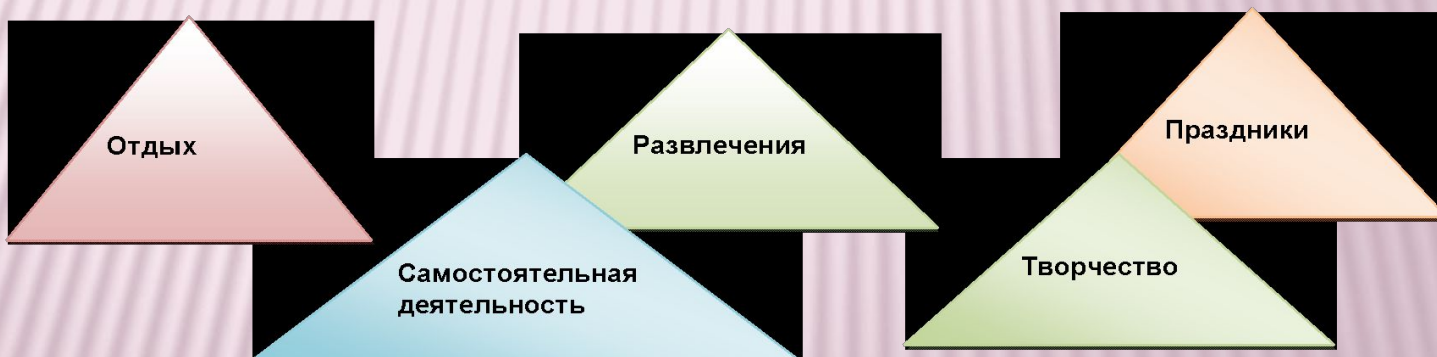 Отдых
Развлечения
Праздники
Самостоятельная
деятельность
Творчество